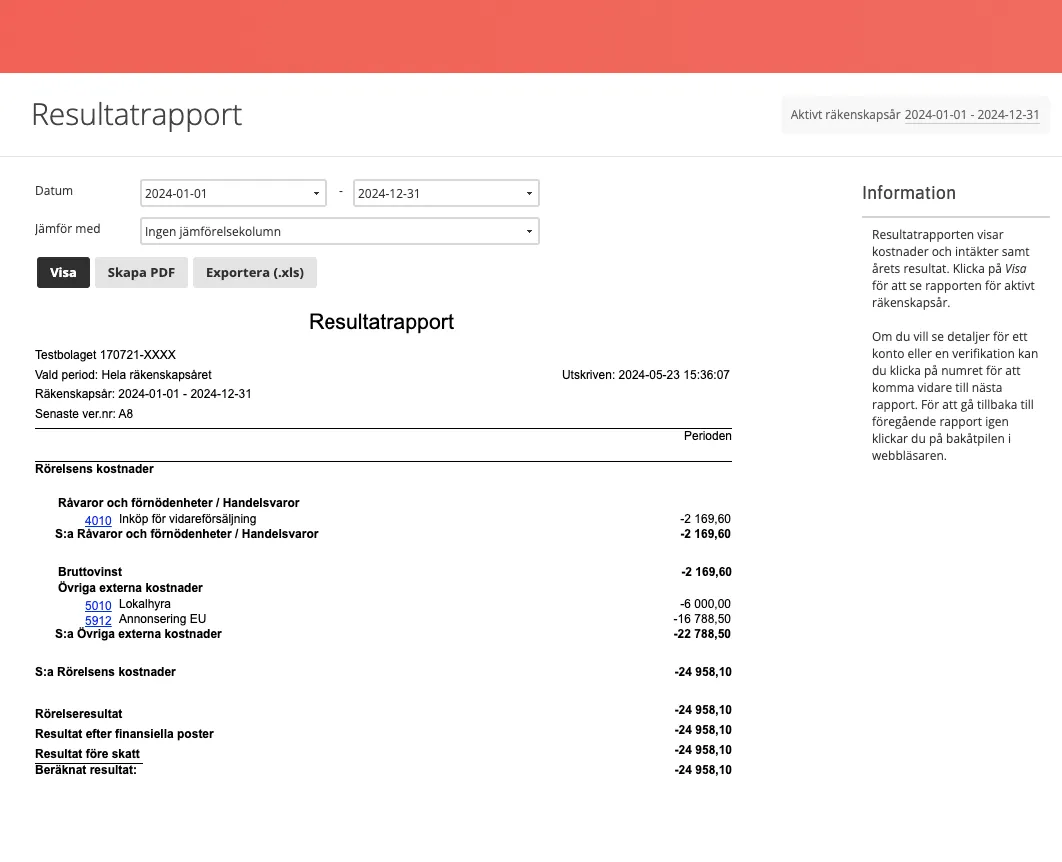 Resultatrapport
Aktivt räkenskapsår 2024-01-01 - 2024-12-31
Datum 2024-01-01 - 2024-12-31
Jämför med Ingen jämförelsekolumn
Visa Skapa PDF Exportera (.xls)
Resultatrapport
Testbolaget 170721-XXXX
Vald period: Hela räkenskapsåret Utskriven: 2024-05-23 15:36:07
Räkenskapsår: 2024-01-01 - 2024-12-31
Senaste ver.nr: A8
Perioden
Rörelsens kostnader
Råvaror och förnödenheter / Handelsvaror
4010 Inköp för vidareförsäljning -2 169,60
S:a Råvaror och förnödenheter / Handelsvaror -2 169,60
Bruttovinst -2 169,60
Övriga externa kostnader
5010 Lokalhyra -6 000,00
5912 Annonsering EU -16 788,50
S:a Övriga externa kostnader -22 788,50
S:a Rörelsens kostnader -24 958,10
Rörelseresultat -24 958,10
Resultat efter finansiella poster -24 958,10
Resultat före skatt -24 958,10
Beräknat resultat: -24 958,10
Information
Resultatrapporten visar
kostnader och intäkter samt
årets resultat. Klicka på Visa
för att se rapporten för aktivt
räkenskapsår.
Om du vill se detaljer för ett
konto eller en verifikation kan
du klicka på numret för att
komma vidare till nästa
rapport. För att gå tillbaka till
föregående rapport igen
klickar du på bakåtpilen i
webbläsaren.